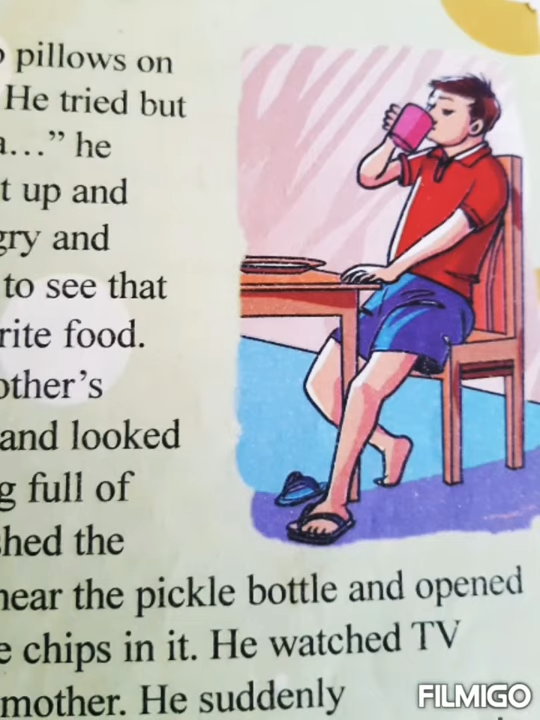 pillows on
He tried but
a…” he
t up and
gry and
to see that
rite food.
other’s
and looked
g full of
shed the
near the pickle bottle and opened
e chips in it. He watched TV
mother. He suddenly
FILMIGO